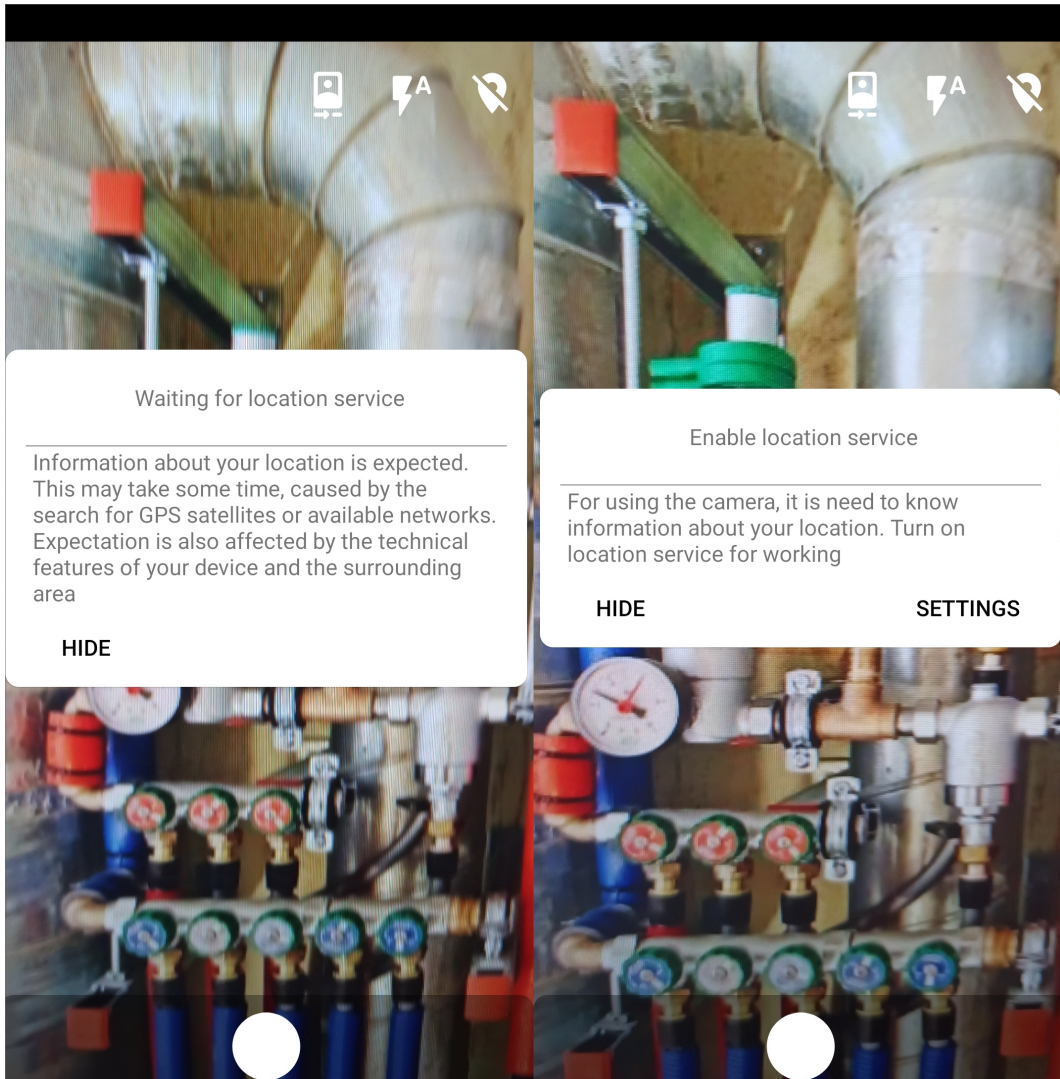 A
Waiting for location service
Information about your location is expected.
This may take some time, caused by the
search for GPS satellites or available networks.
Expectation is also affected by the technical
features of your device and the surrounding
area
HIDE
A
Enable location service
For using the camera, it is need to know
information about your location. Turn on
location service for working
HIDE
SETTINGS